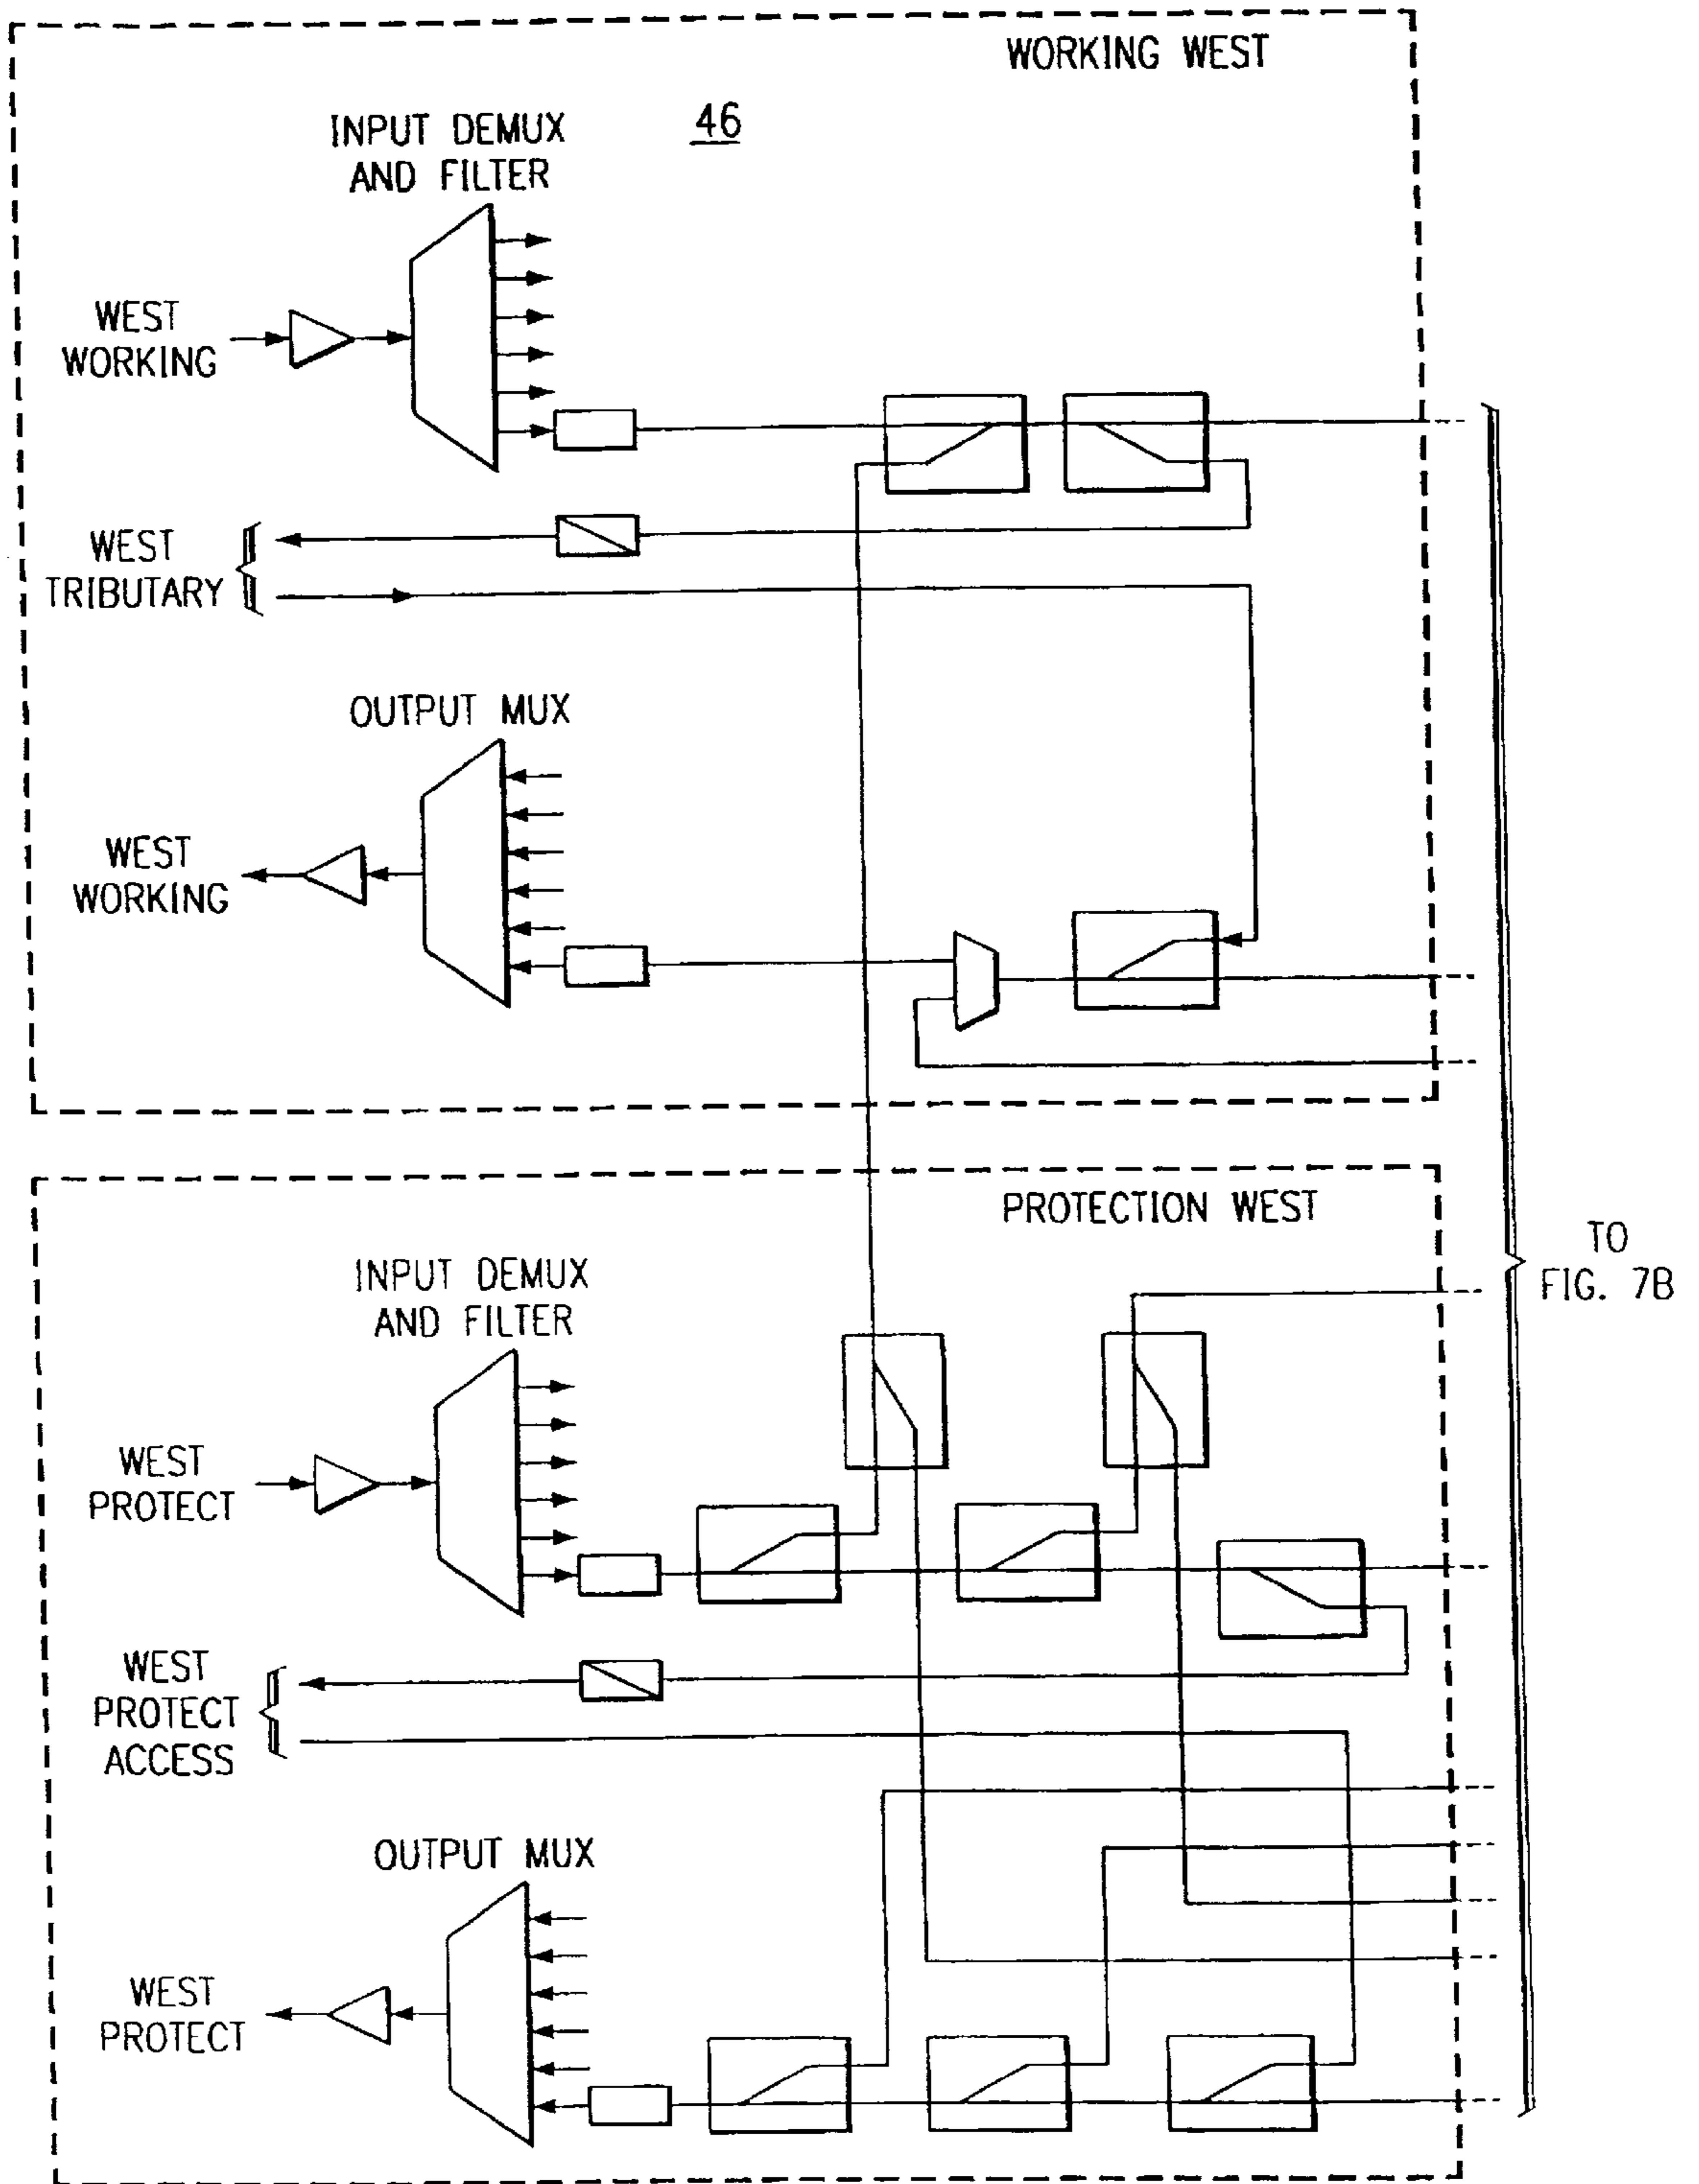 WORKING WEST
46
INPUT DEMUX
AND FILTER
WEST
WORKING
WEST
TRIBUTARY
OUTPUT MUX
WEST
WORKING
PROTECTION WEST
TO
FIG. 7B
INPUT DEMUX
AND FILTER
WEST
PROTECT
WEST
PROTECT
ACCESS
OUTPUT MUX
WEST
PROTECT